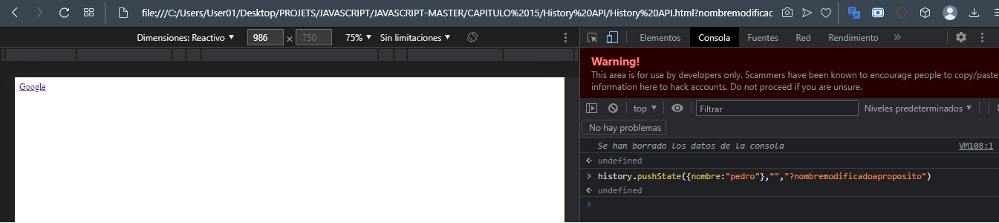 file:///C:/Users/User01/Desktop/PROJETS/JAVASCRIPT/JAVASCRIPT-MASTER/CAPITULO%2015/History%20API/History%20API.html?nombremodificac
Dimensiones: Reactivo ▼ 986 × 750 75% ▼ Sin limitaciones ▼
Elementos Consola Fuentes Red Rendimiento »
Google
Warning!
This area is for use by developers only. Scammers have been known to encourage people to copy/paste
information here to hack accounts. Do not proceed if you are unsure.
top ▼ Filtrar Niveles predeterminados ▼
No hay problemas
Se han borrado los datos de la consola VM108:1
undefined
history.pushState({nombre:"pedro"},"","?nombremodificadoaproposito")
undefined